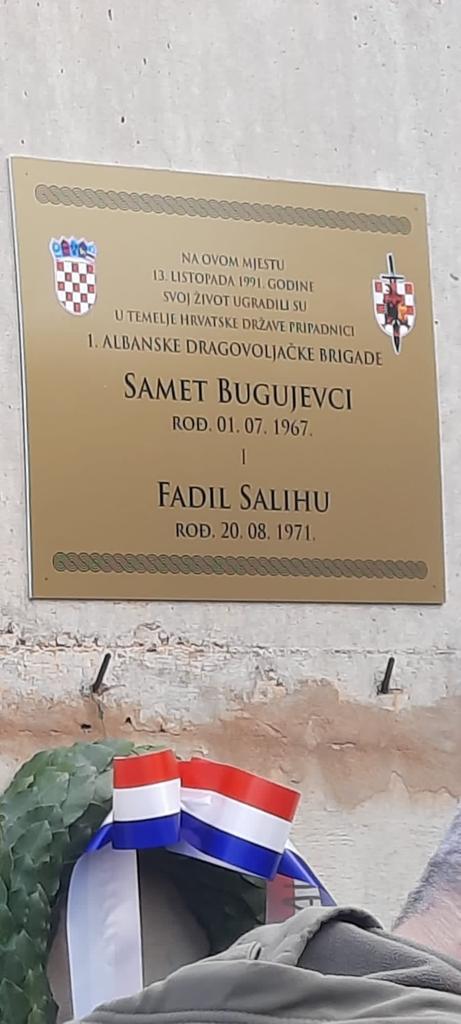 NA OVOM MJESTU
13. LISTOPADA 1991. GODINE
SVOJ ŽIVOT UGRADILI SU
U TEMELJE HRVATSKE DRŽAVE PRIPADNICI
1. ALBANSKE DRAGOVOLJAČKE BRIGADE
SAMET BUGUJEVCI
ROĐ. 01. 07. 1967.
I
FADIL SALIHU
ROĐ. 20. 08. 1971.